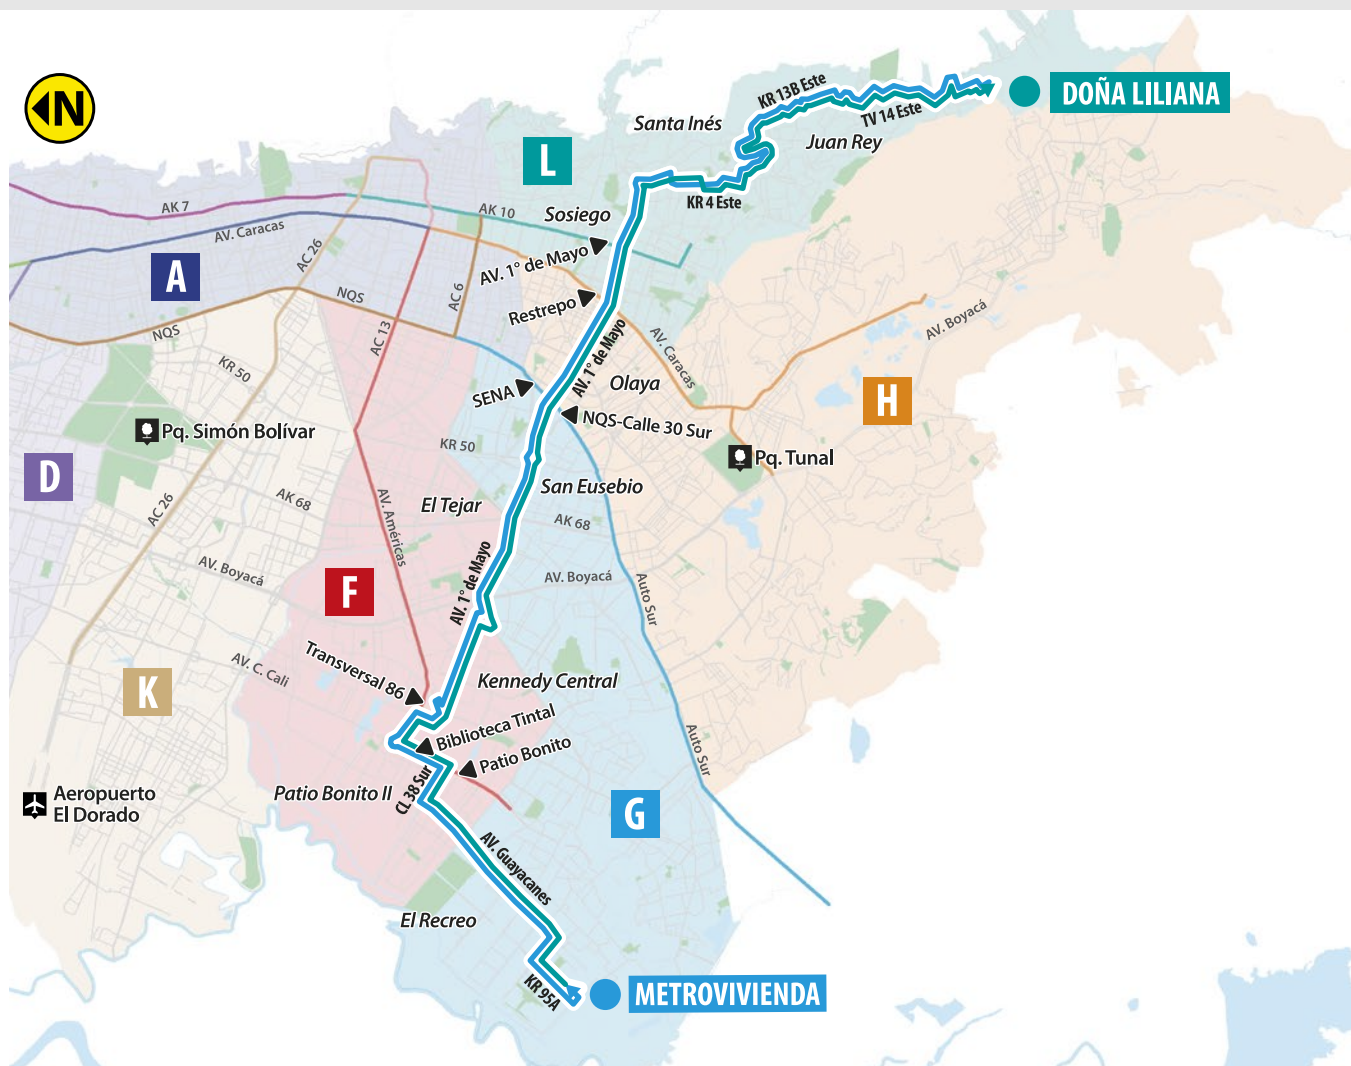 N
DOÑA LILIANA
KR 13B Este
TV 14 Este
Santa Inés
Juan Rey
L
KR 4 Este
AK 7
AK 10
Sosiego
AV. Caracas
AC 26
AV. 1° de Mayo
A
NQS
AC 6
Restrepo
NQS
AC 13
AV. Boyacá
AV. Caracas
AV. 1° de Mayo
KR 50
SENA
Olaya
H
NQS-Calle 30 Sur
Pq. Simón Bolívar
KR 50
Pq. Tunal
D
AK 68
San Eusebio
El Tejar
AC 26
AV. Américas
AK 68
AV. Boyacá
AV. 1° de Mayo
AV. Boyacá
F
Auto Sur
AV. C. Cali
Transversal 86
Kennedy Central
K
Biblioteca Tintal
Patio Bonito
Auto Sur
Aeropuerto
El Dorado
Patio Bonito II
CL 38 Sur
G
AV. Guayacanes
El Recreo
KR 95A
METROVIVIENDA